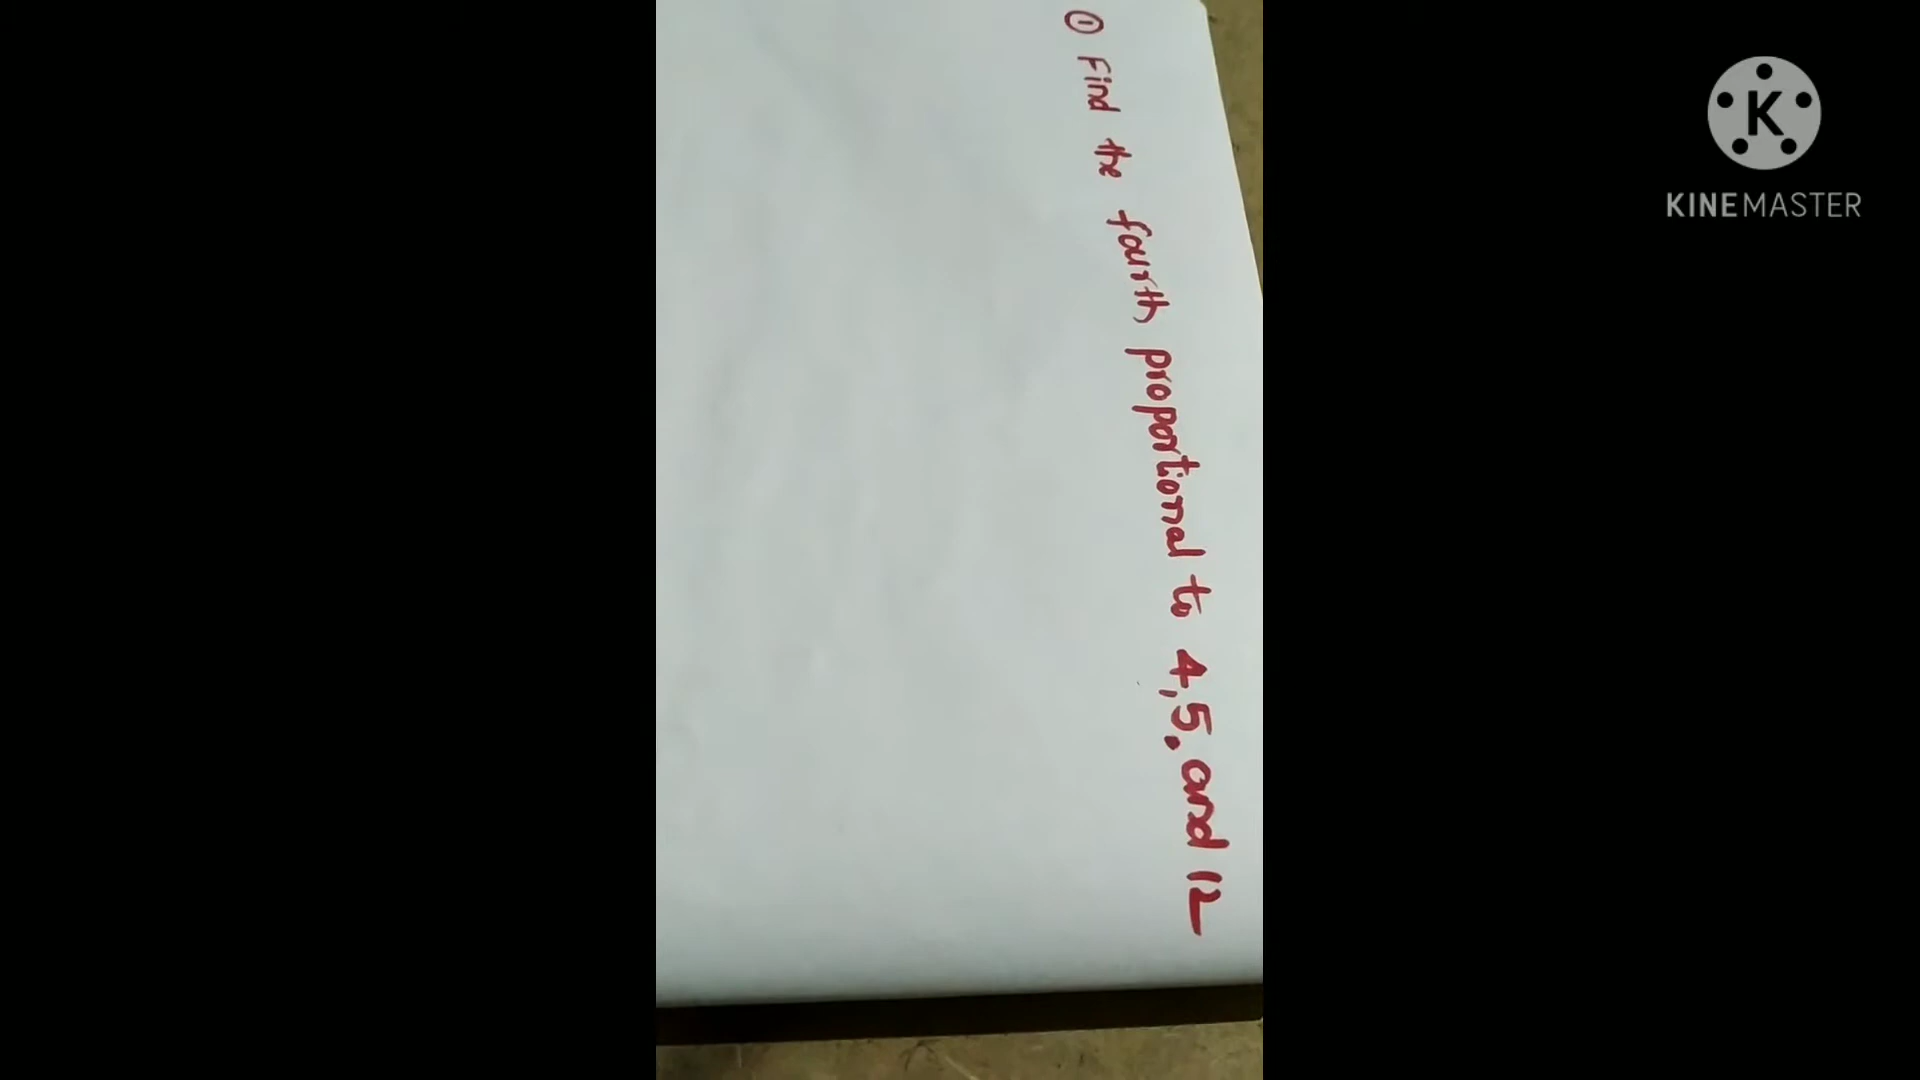 ① Find the fourth proportional to 4,5, and 12
K
KINEMASTER